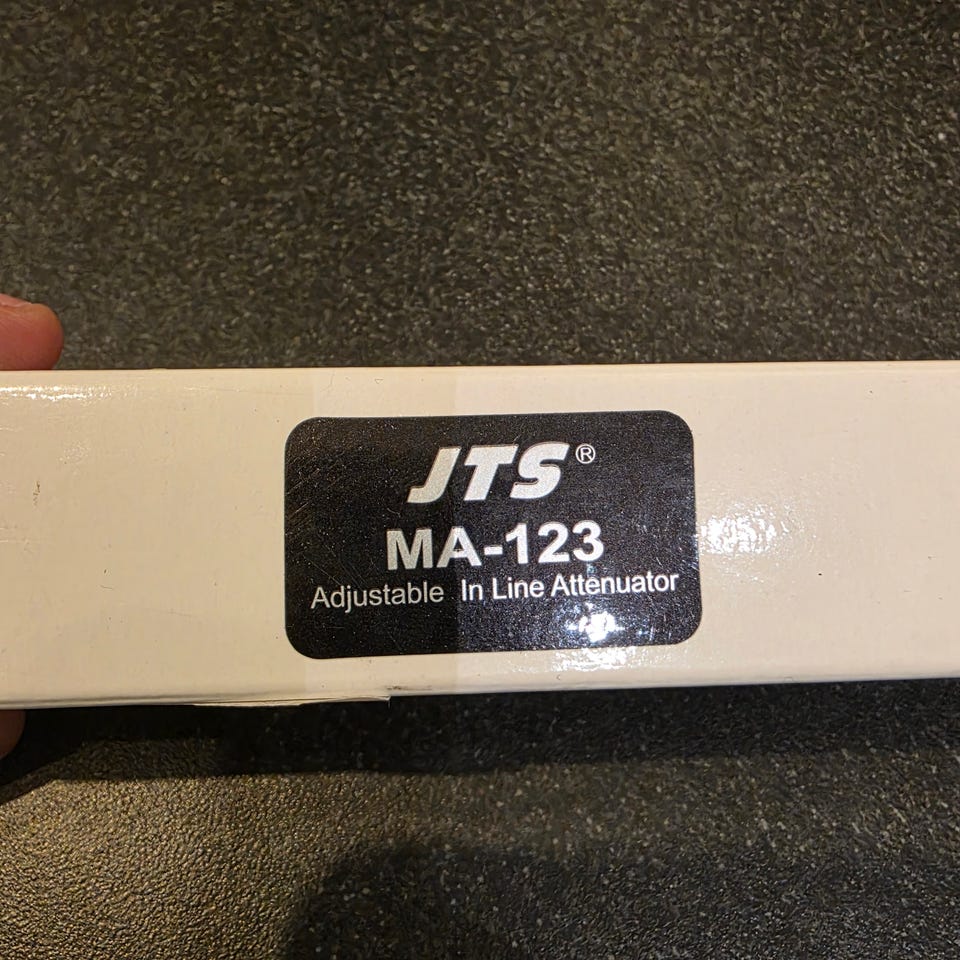 JTS®
MA-123
Adjustable In Line Attenuator